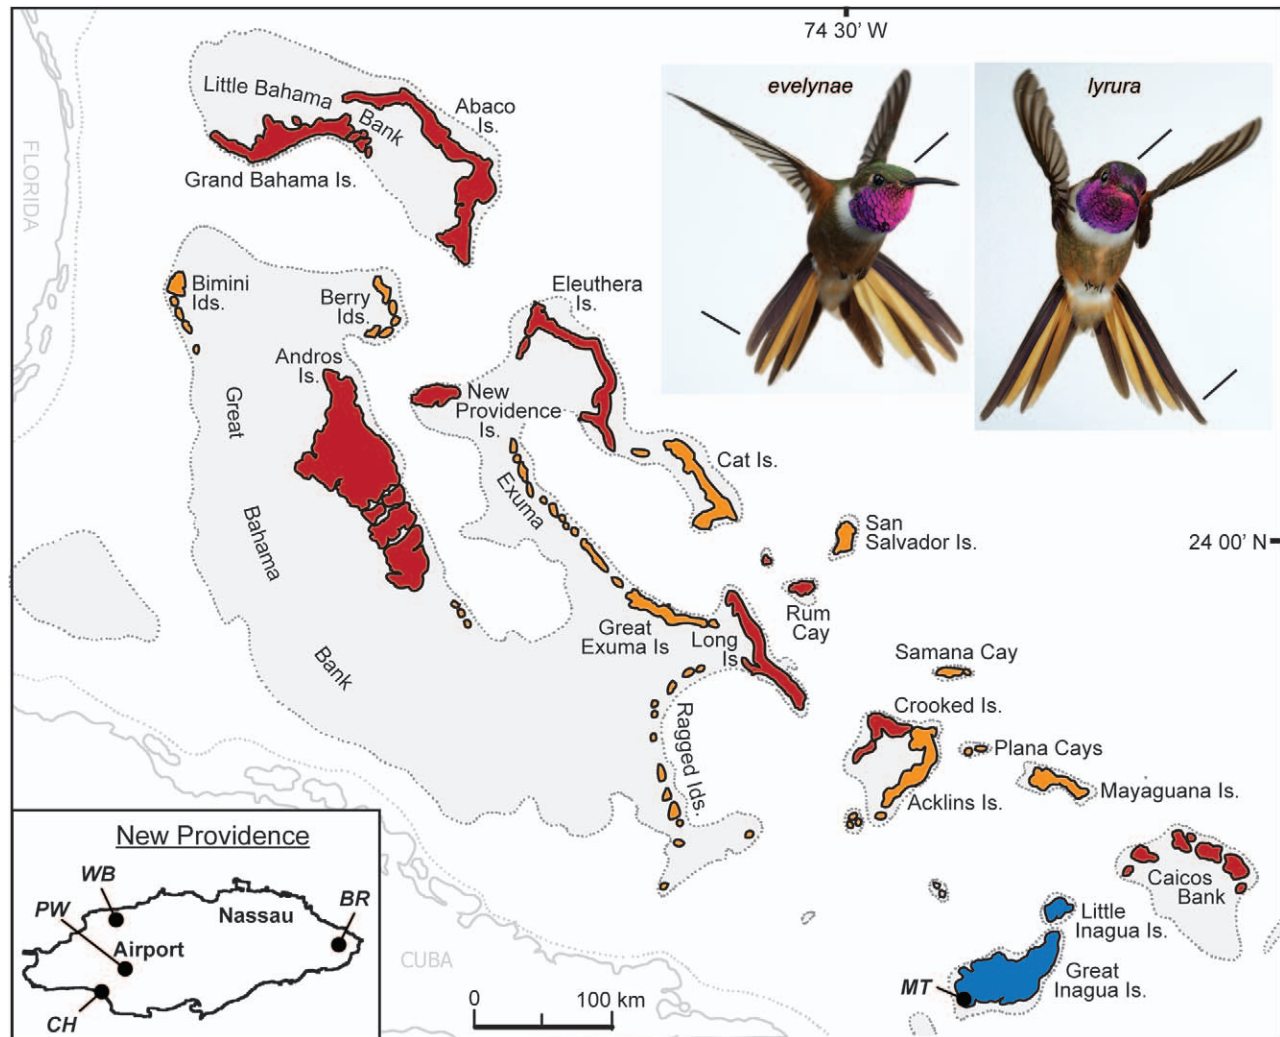 74 30’ W
evelynae
lyrura
Little Bahama
Bank
Abaco
Is.
Grand Bahama Is.
FLORIDA
Bimini
Ids.
Berry
Ids.
Eleuthera
Is.
Andros
Is.
New
Providence
Is.
Great
Bahama
Bank
Exuma
Cat Is.
San
Salvador Is.
24 00’ N
Rum
Cay
Great
Exuma Is
Long
Is
Samana Cay
Crooked Is.
Ragged Ids.
Plana Cays
Acklins Is.
Mayaguana Is.
Caicos
Bank
Little
Inagua Is.
Great
Inagua Is.
MT
CUBA
0 100 km
New Providence
WB
PW
Nassau
BR
Airport
CH